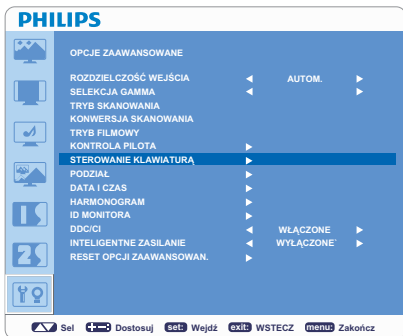 PHILIPS
OPCJE ZAAWANSOWANE
ROZDZIELCZOŚĆ WEJŚCIA ◀ AUTOM. ▶
SELEKCJA GAMMA ◀ ▶
TRYB SKANOWANIA
KONWERSJA SKANOWANIA
TRYB FILMOWY
KONTROLA PILOTA ▶
STEROWANIE KLAWIATURĄ ▶
PODZIAŁ ▶
DATA I CZAS ▶
HARMONOGRAM ▶
ID MONITORA ▶
DDC/CI ◀ WŁĄCZONE ▶
INTELIGENTNE ZASILANIE ◀ WYŁĄCZONE` ▶
RESET OPCJI ZAAWANSOWAN. ▶
Sel Dostosuj set: Wejdź exit: WSTECZ menu: Zakończ